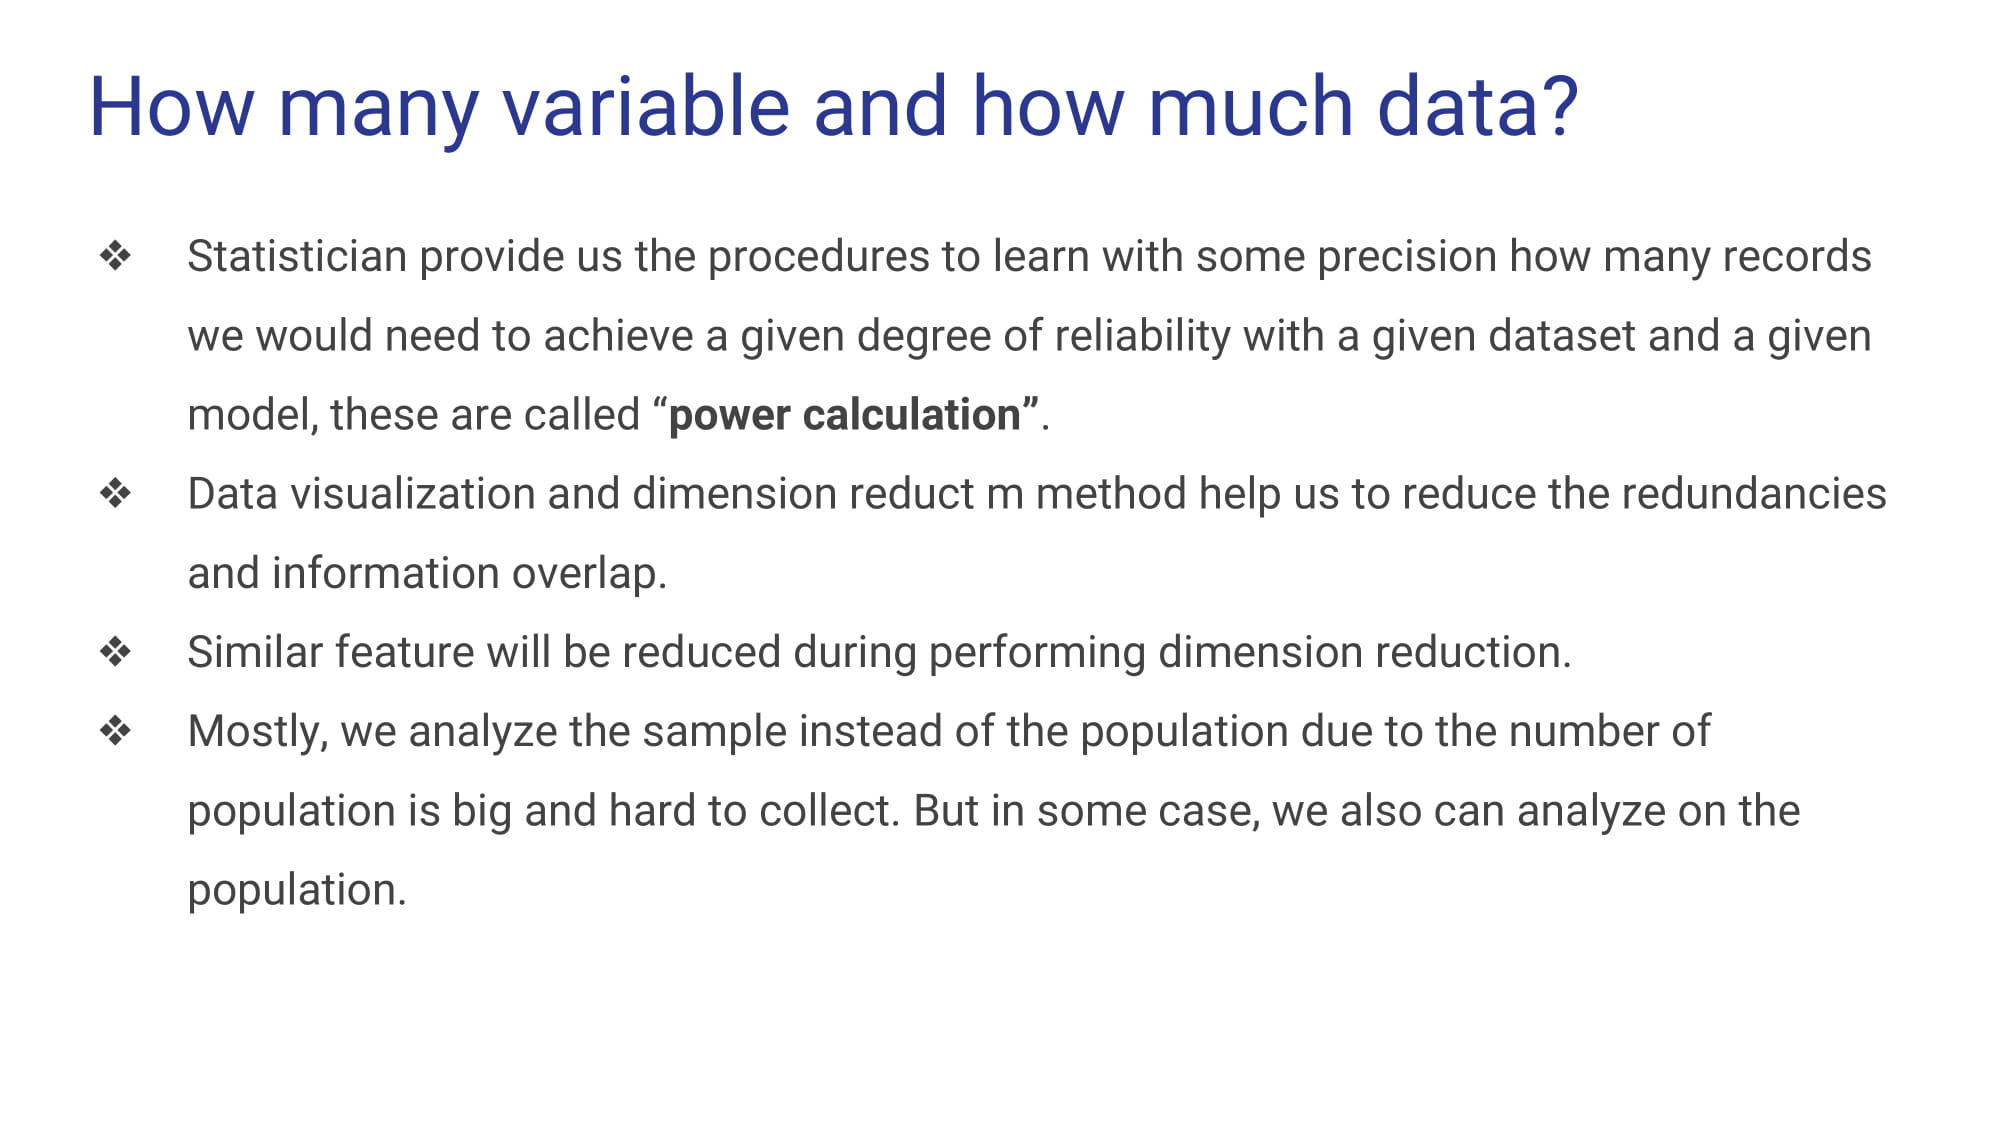 How many variable and how much data?
❖ Statistician provide us the procedures to learn with some precision how many records
we would need to achieve a given degree of reliability with a given dataset and a given
model, these are called “power calculation”.
❖ Data visualization and dimension reduct m method help us to reduce the redundancies
and information overlap.
❖ Similar feature will be reduced during performing dimension reduction.
❖ Mostly, we analyze the sample instead of the population due to the number of
population is big and hard to collect. But in some case, we also can analyze on the
population.